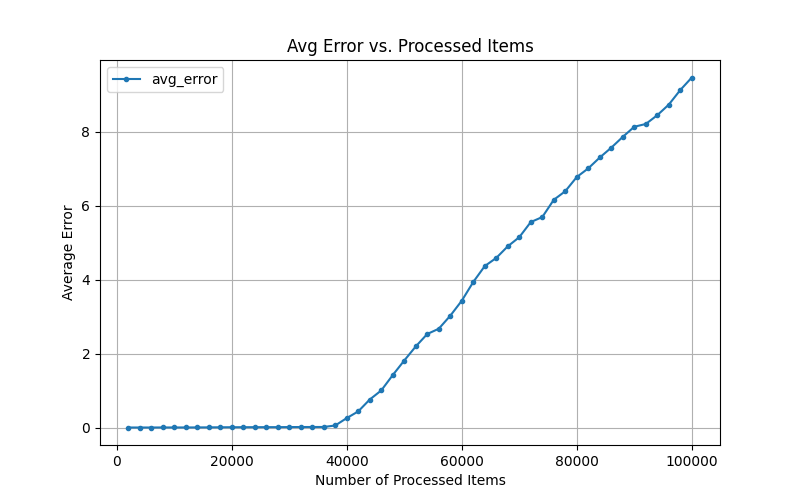 Avg Error vs. Processed Items
avg_error
8
6
4
2
0
Average Error
0 20000 40000 60000 80000 100000
Number of Processed Items